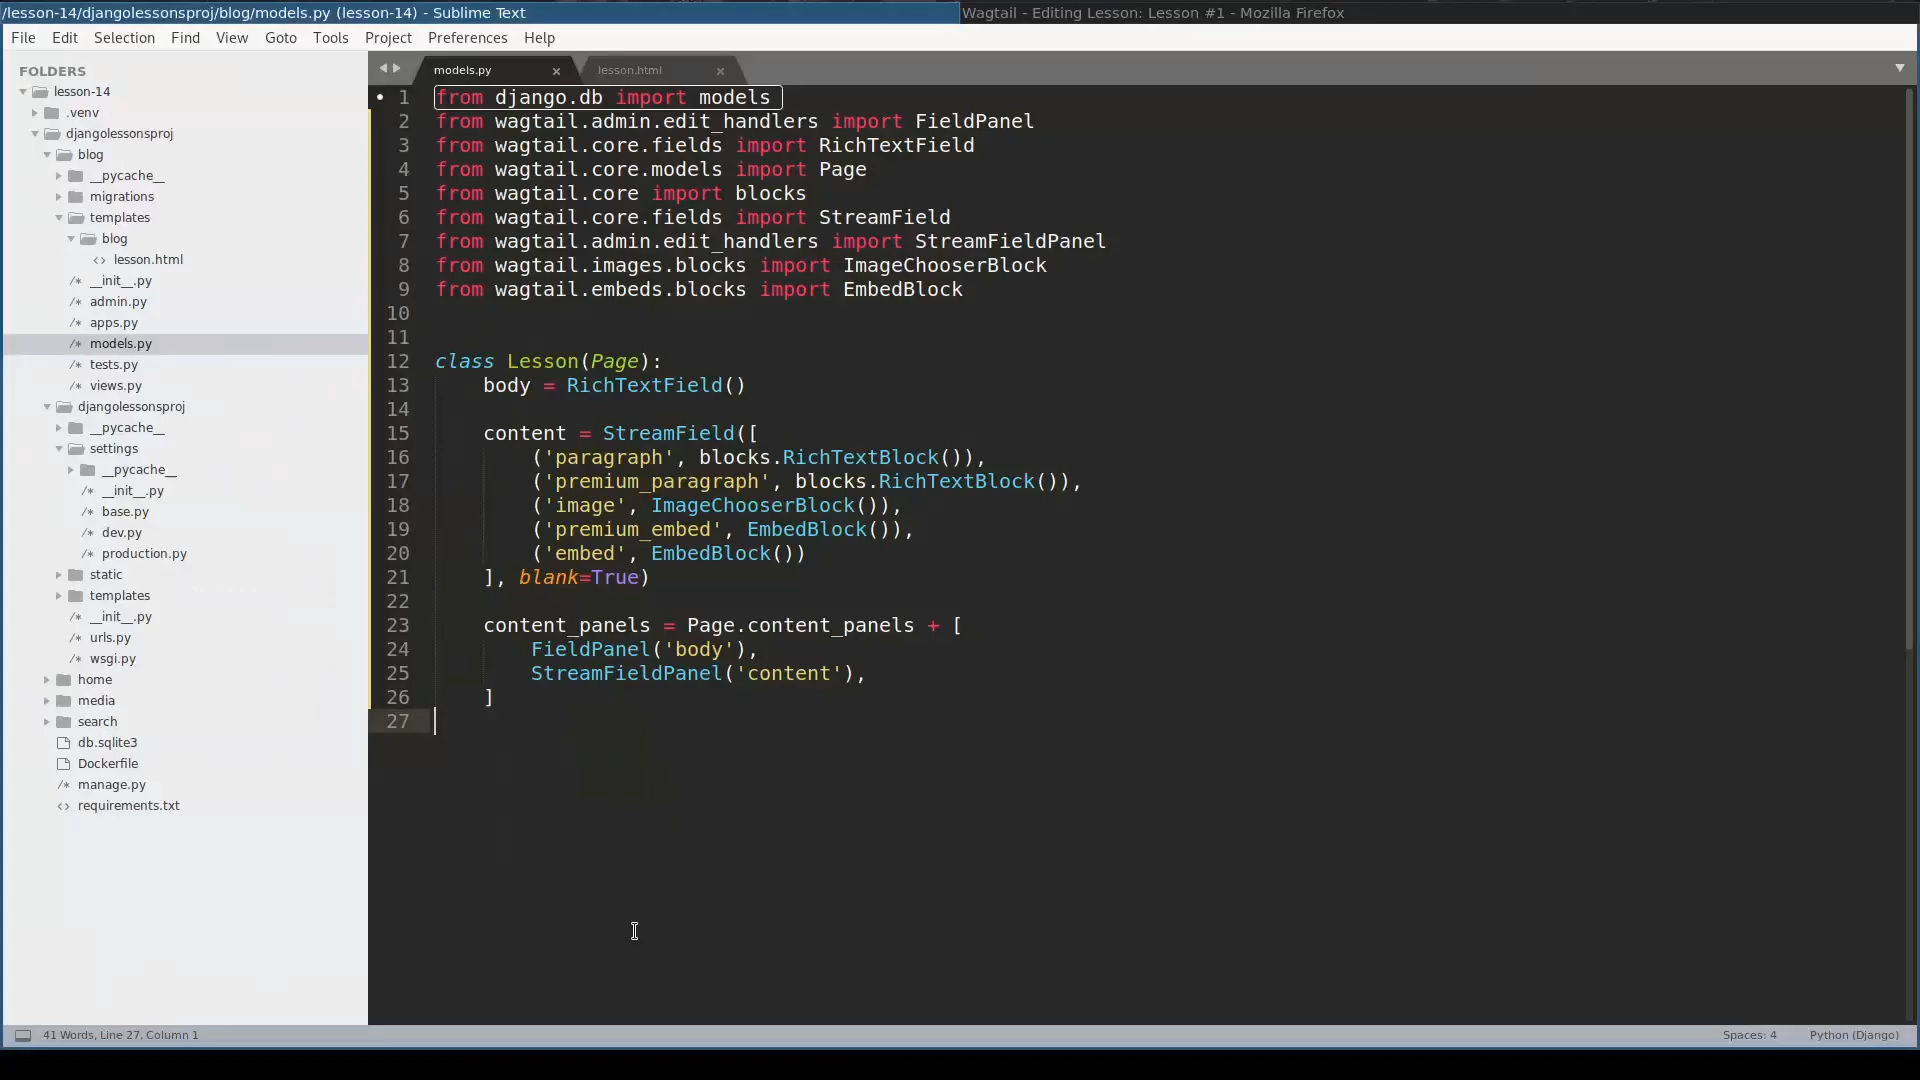 /lesson-14/djangolessonsproj/blog/models.py (lesson-14) - Sublime Text
Wagtail - Editing Lesson: Lesson #1 - Mozilla Firefox
File Edit Selection Find View Goto Tools Project Preferences Help
FOLDERS
lesson-14
.venv
djangolessonsproj
blog
__pycache__
migrations
templates
blog
<> lesson.html
/* __init__.py
/* admin.py
/* apps.py
/* models.py
/* tests.py
/* views.py
djangolessonsproj
__pycache__
settings
__pycache__
/* __init__.py
/* base.py
/* dev.py
/* production.py
static
templates
/* __init__.py
/* urls.py
/* wsgi.py
home
media
search
db.sqlite3
Dockerfile
/* manage.py
<> requirements.txt
models.py × lesson.html ×
1 from django.db import models
2 from wagtail.admin.edit_handlers import FieldPanel
3 from wagtail.core.fields import RichTextField
4 from wagtail.core.models import Page
5 from wagtail.core import blocks
6 from wagtail.core.fields import StreamField
7 from wagtail.admin.edit_handlers import StreamFieldPanel
8 from wagtail.images.blocks import ImageChooserBlock
9 from wagtail.embeds.blocks import EmbedBlock
10
11
12 class Lesson(Page):
13     body = RichTextField()
14
15     content = StreamField([
16         ('paragraph', blocks.RichTextBlock()),
17         ('premium_paragraph', blocks.RichTextBlock()),
18         ('image', ImageChooserBlock()),
19         ('premium_embed', EmbedBlock()),
20         ('embed', EmbedBlock())
21     ], blank=True)
22
23     content_panels = Page.content_panels + [
24         FieldPanel('body'),
25         StreamFieldPanel('content'),
26     ]
27
41 Words, Line 27, Column 1
Spaces: 4
Python (Django)